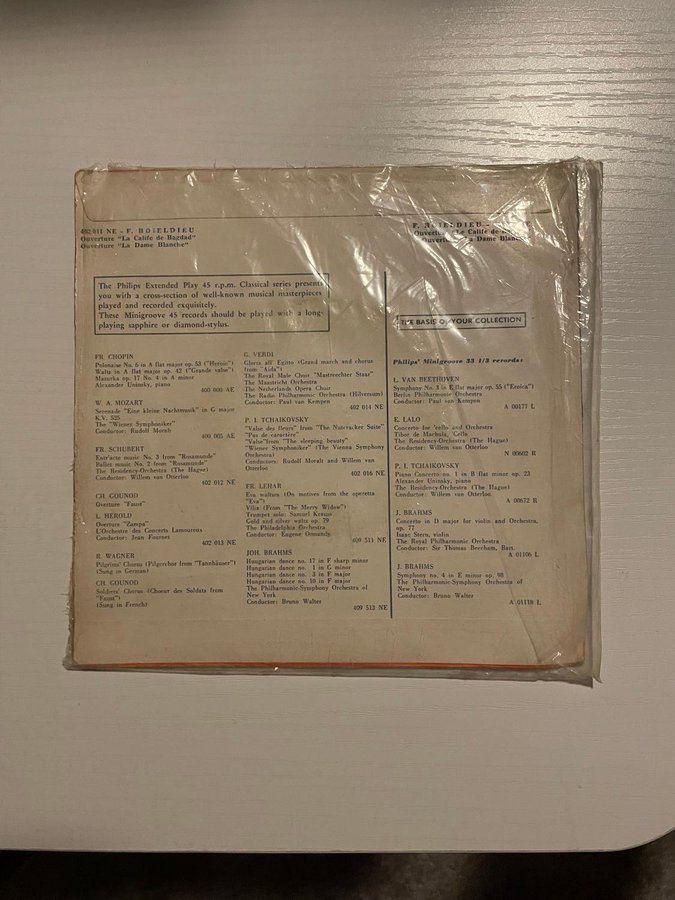 402 011 NE - F. BOIELDIEU
Ouverture "La Calife de Bagdad"
Ouverture "La Dame Blanche"
F. BOIELDIEU -
Ouverture "Le Calife de
Ouverture "La Dame Blanche"
The Philips Extended Play 45 r.p.m. Classical series presents
you with a cross-section of well-known musical masterpieces
played and recorded exquisitely.
These Minigroove 45 records should be played with a long-
playing sapphire or diamond-stylus.
FR. CHOPIN
Polonaise No. 6 in A flat major op. 53 ("Heroic")
Waltz in A flat major op. 42 ("Grande valse")
Mazurka op. 17 No. 4 in A minor
Alexander Uninsky, piano
400 000 AE
W. A. MOZART
Serenade "Eine kleine Nachtmusik" in G major
K.V. 525
The "Wiener Symphoniker"
Conductor: Rudolf Moralt
400 005 AE
FR. SCHUBERT
Entr'acte music No. 3 from "Rosamunde"
Ballet music No. 2 from "Rosamunde"
The Residency-Orchestra (The Hague)
Conductor: Willem van Otterloo
402 012 NE
CH. GOUNOD
Overture "Faust"
L. HEROLD
Overture "Zampa"
L'Orchestre des Concerts Lamoureux
Conductor: Jean Fournet
402 013 NE
R. WAGNER
Pilgrims' Chorus (Pilgerchor from "Tannhäuser")
(Sung in German)
CH. GOUNOD
Soldiers' Chorus (Choeur des Soldats from
"Faust")
(Sung in French)
G. VERDI
Gloria all' Egitto (Grand march and chorus
from "Aida")
The Royal Male Choir "Mastreechter Staar"
The Maastricht Orchestra
The Netherlands Opera Choir
The Radio Philharmonic Orchestra (Hilversum)
Conductor: Paul van Kempen
402 014 NE
P. I. TCHAIKOVSKY
"Valse des fleurs" from "The Nutcracker Suite"
"Pas de caractère"
"Valse" from "The sleeping beauty"
"Wiener Symphoniker" (The Vienna Symphony
Orchestra)
Conductors: Rudolf Moralt and Willem van
Otterloo
402 016 NE
FR. LEHAR
Eva waltzes (On motives from the operetta
"Eva")
Vilia (From "The Merry Widow")
Trumpet solo: Samuel Krauss
Gold and silver waltz op. 79
The Philadelphia Orchestra
Conductor: Eugene Ormandy
409 511 NE
JOH. BRAHMS
Hungarian dance no. 17 in F sharp minor
Hungarian dance no. 1 in G minor
Hungarian dance no. 3 in F major
Hungarian dance no. 10 in F major
The Philharmonic-Symphony Orchestra of
New York
Conductor: Bruno Walter
409 513 NE
THE BASIS OF YOUR COLLECTION
Philips' Minigroove 33 1/3 records:
L. VAN BEETHOVEN
Symphony No. 3 in E flat major op. 55 ("Eroica")
Berlin Philharmonic Orchestra
Conductor: Paul van Kempen
A 00177 L
E. LALO
Concerto for 'cello and Orchestra
Tibor de Machula, 'Cello
The Residency-Orchestra (The Hague)
Conductor: Willem van Otterloo
N 00602 R
P. I. TCHAIKOVSKY
Piano Concerto no. 1 in B flat minor op. 23
Alexander Uninsky, piano
The Residency-Orchestra (The Hague)
Conductor: Willem van Otterloo
A 00672 R
J. BRAHMS
Concerto in D major for violin and Orchestra,
op. 77
Isaac Stern, violin
The Royal Philharmonic Orchestra
Conductor: Sir Thomas Beecham, Bart.
A 01106 L
J. BRAHMS
Symphony no. 4 in E minor op. 98
The Philharmonic-Symphony Orchestra of
New York
Conductor: Bruno Walter
A 01118 L